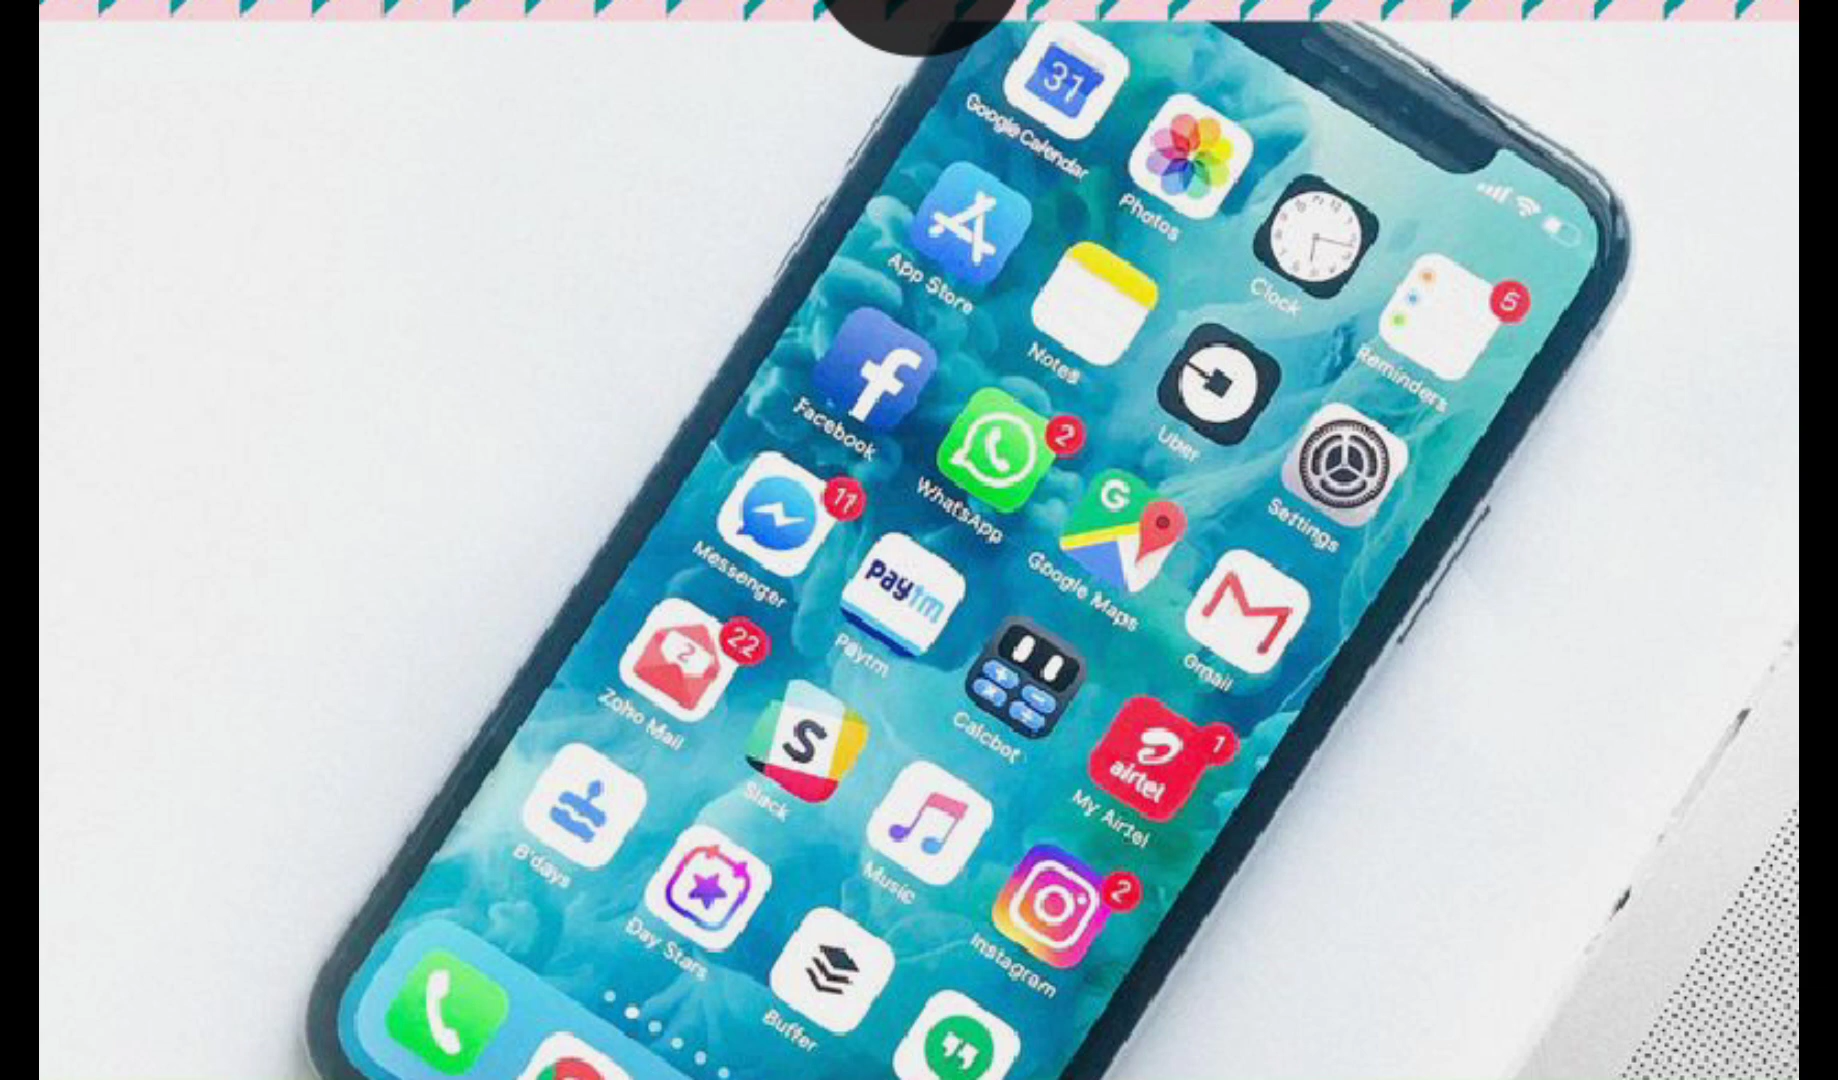 31
Google Calendar
Photos
Clock
5
Reminders
App Store
Notes
Uber
Settings
Facebook
2
WhatsApp
G
Google Maps
Gmail
11
Messenger
paytm
Paytm
Calcbot
airtel
1
My Airtel
2
22
Zoho Mail
S
Slack
Music
2
Instagram
B'days
Day Stars
Buffer